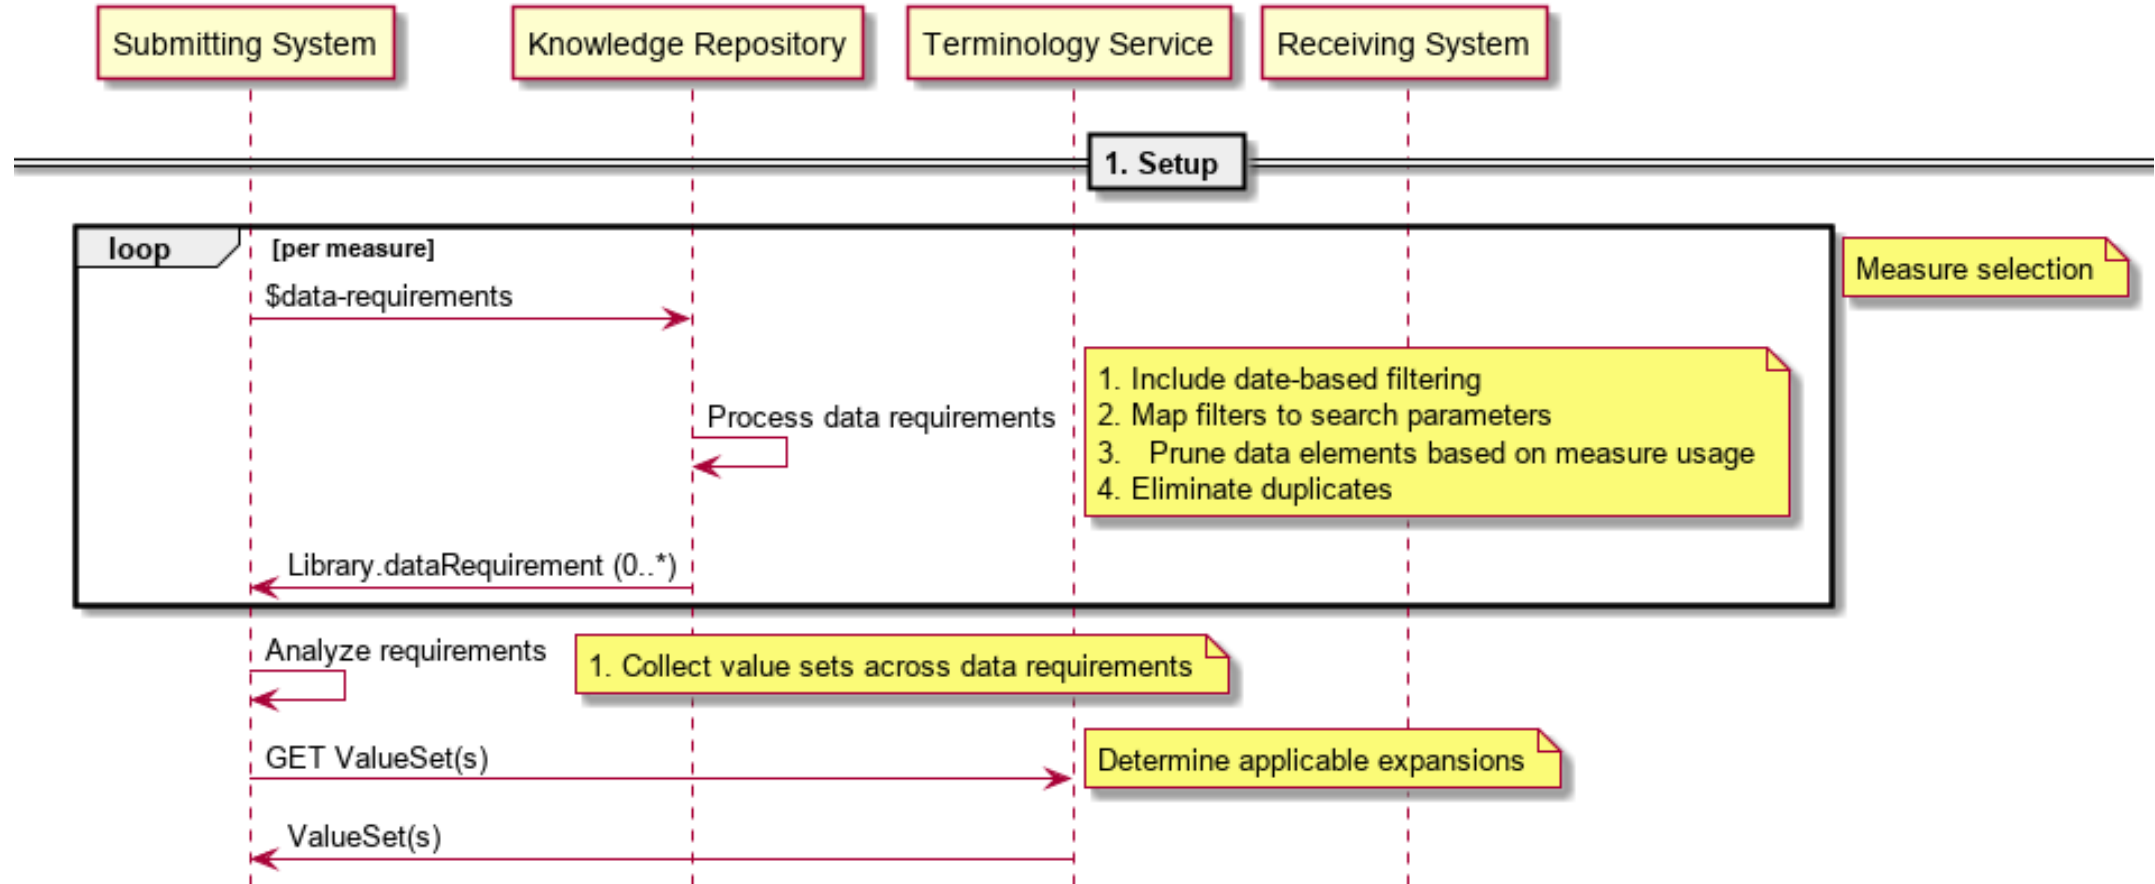 Submitting System
Knowledge Repository
Terminology Service
Receiving System
1. Setup
loop
[per measure]
Measure selection
$data-requirements
1. Include date-based filtering
2. Map filters to search parameters
3. Prune data elements based on measure usage
4. Eliminate duplicates
Process data requirements
Library.dataRequirement (0..*)
Analyze requirements
1. Collect value sets across data requirements
GET ValueSet(s)
Determine applicable expansions
ValueSet(s)